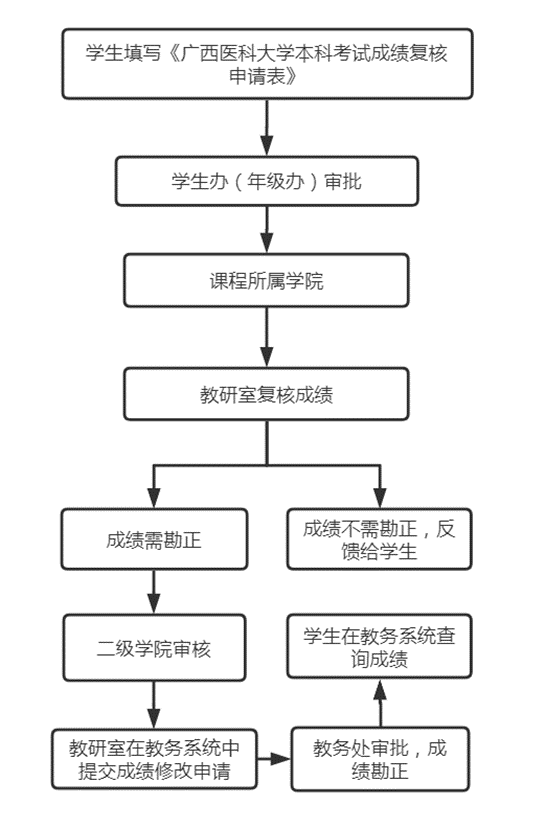 学生填写《广西医科大学本科考试成绩复核
申请表》
学生办（年级办）审批
课程所属学院
教研室复核成绩
成绩需勘正
成绩不需勘正，反
馈给学生
二级学院审核
学生在教务系统查
询成绩
教研室在教务系统中
提交成绩修改申请
教务处审批，成
绩勘正